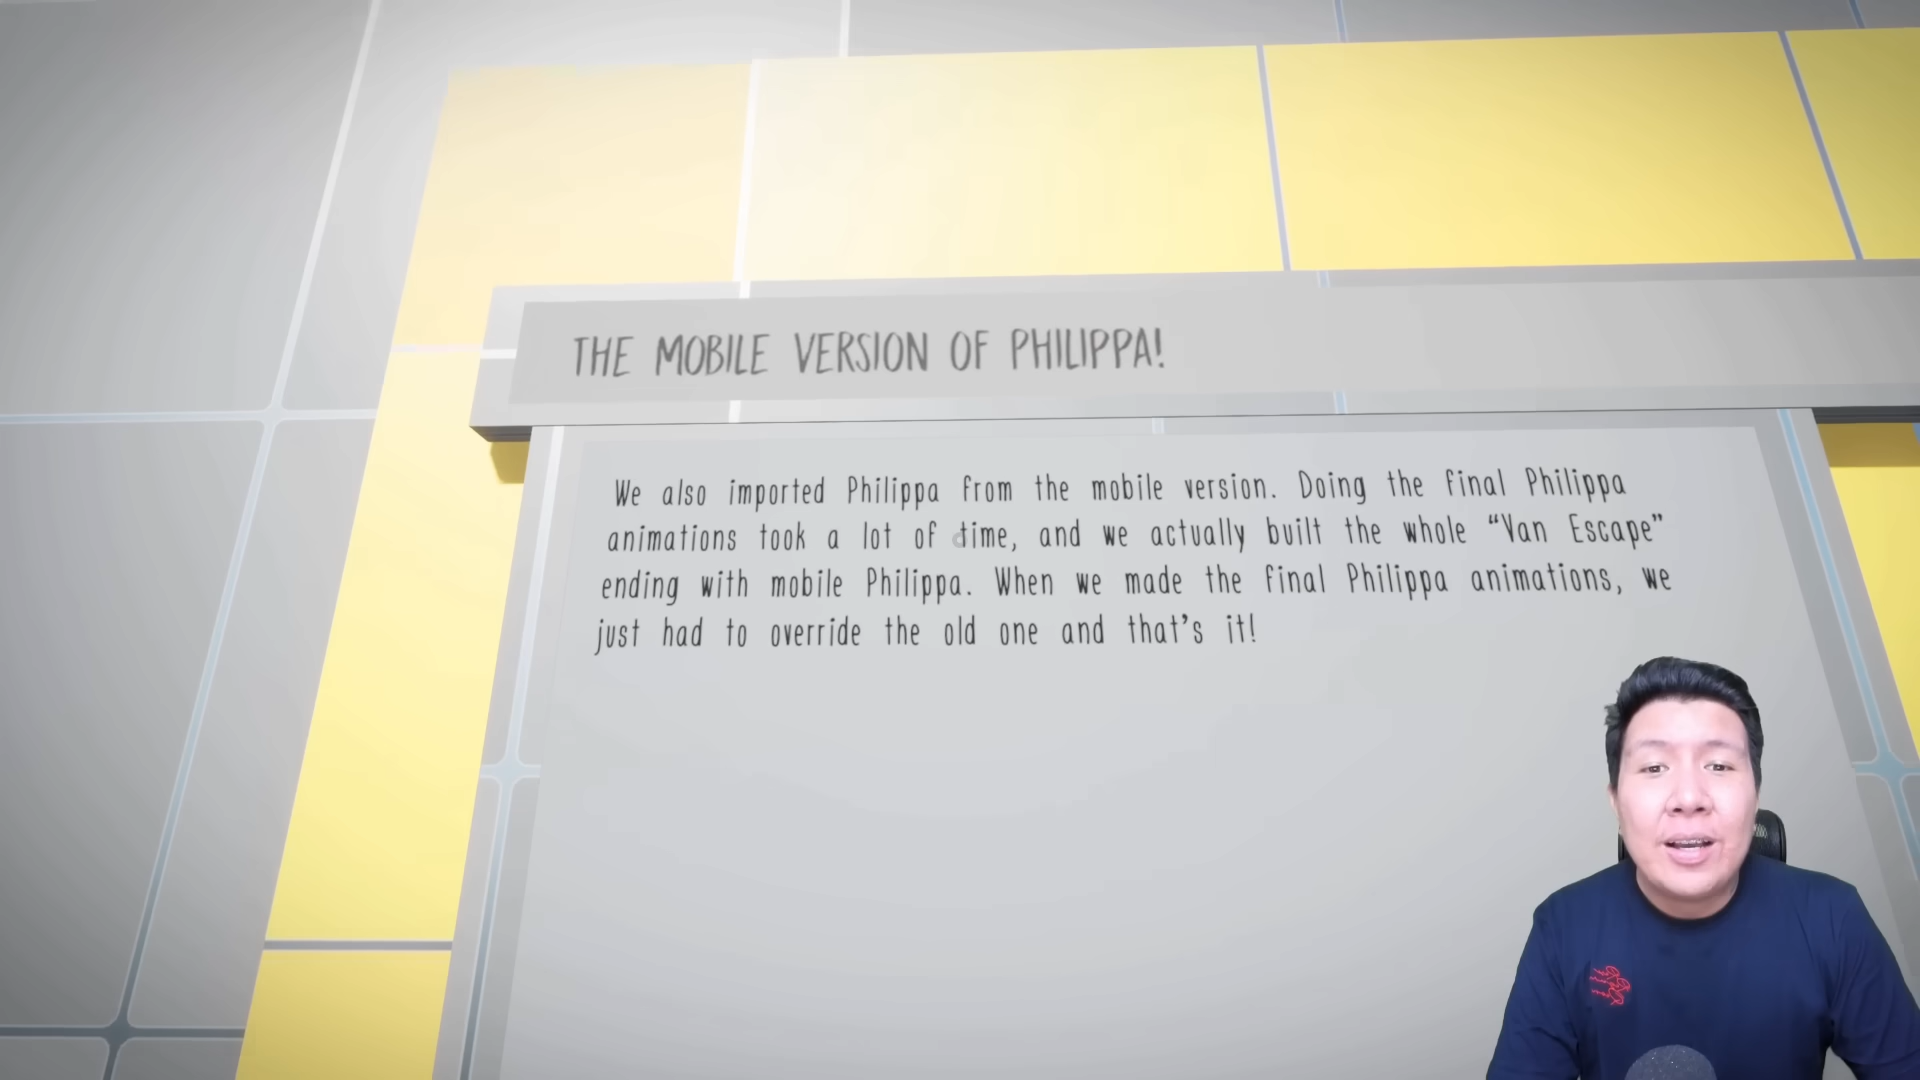 THE MOBILE VERSION OF PHILIPPA!
We also imported Philippa from the mobile version. Doing the final Philippa
animations took a lot of time, and we actually built the whole “Van Escape”
ending with mobile Philippa. When we made the final Philippa animations, we
just had to override the old one and that’s it!